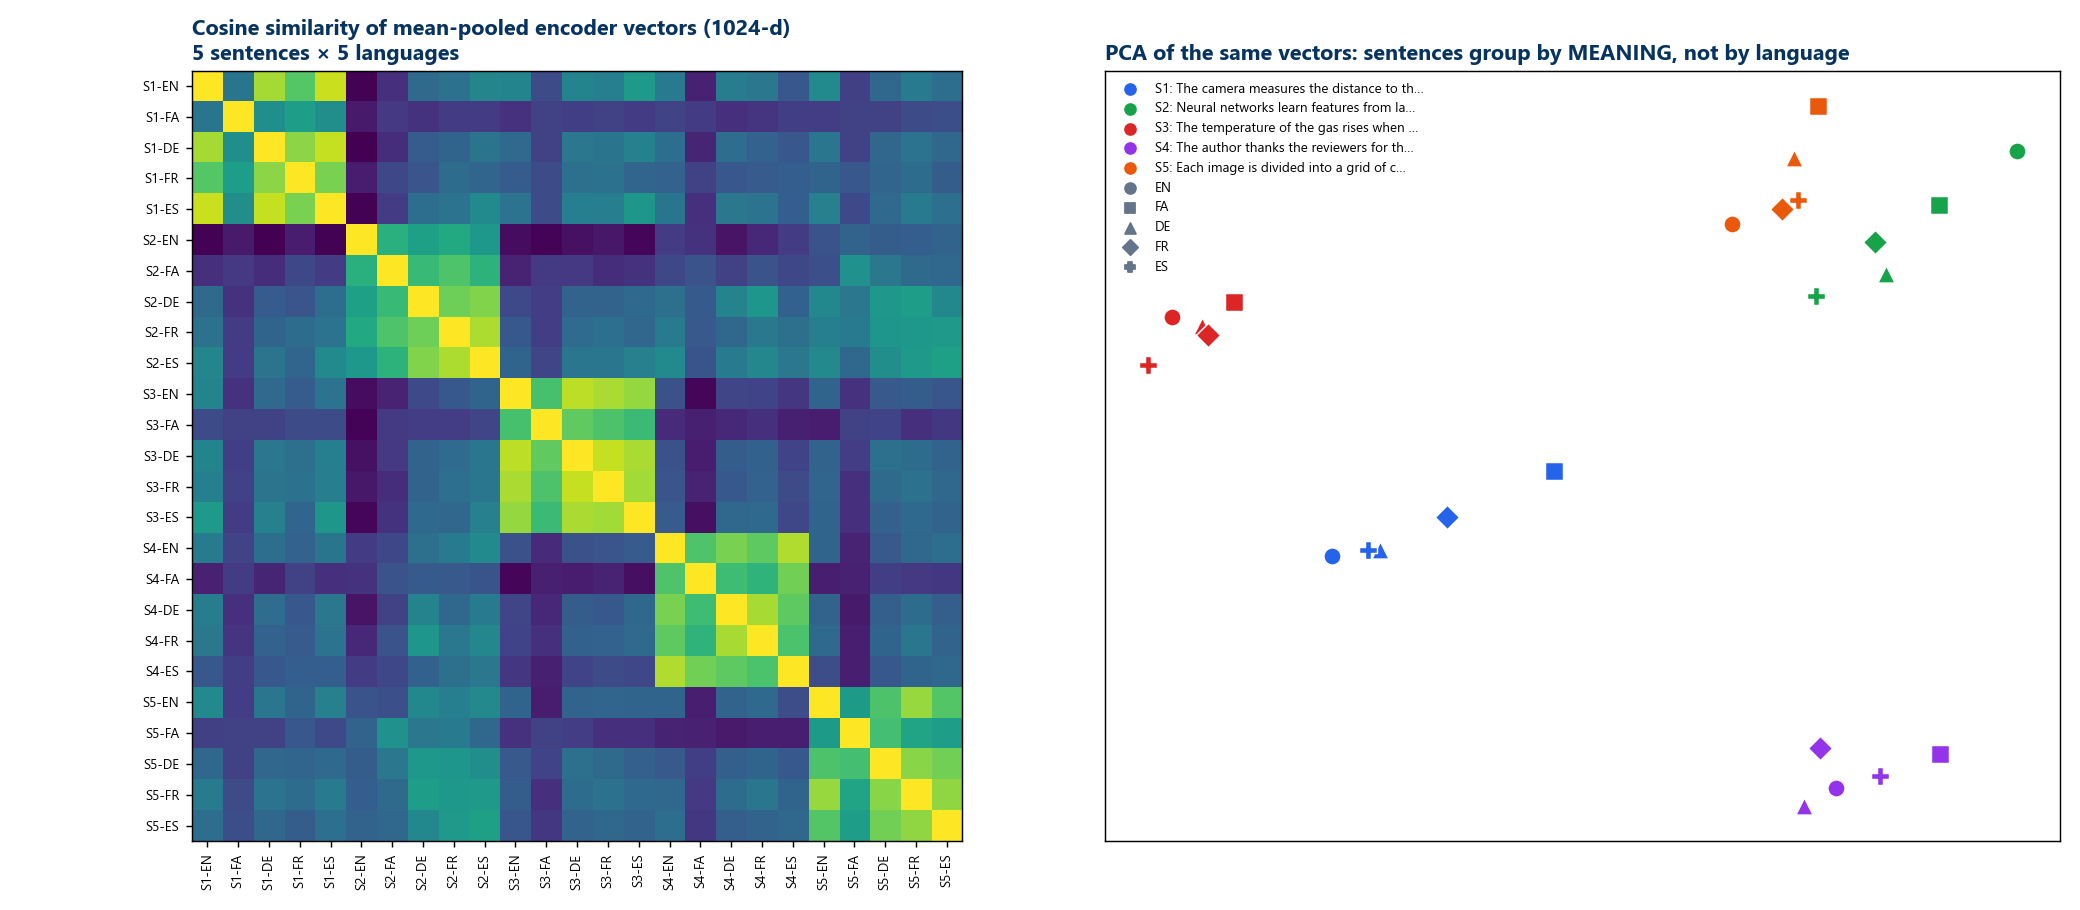 Cosine similarity of mean-pooled encoder vectors (1024-d)
5 sentences × 5 languages
S1-EN
S1-FA
S1-DE
S1-FR
S1-ES
S2-EN
S2-FA
S2-DE
S2-FR
S2-ES
S3-EN
S3-FA
S3-DE
S3-FR
S3-ES
S4-EN
S4-FA
S4-DE
S4-FR
S4-ES
S5-EN
S5-FA
S5-DE
S5-FR
S5-ES
S1-EN
S1-FA
S1-DE
S1-FR
S1-ES
S2-EN
S2-FA
S2-DE
S2-FR
S2-ES
S3-EN
S3-FA
S3-DE
S3-FR
S3-ES
S4-EN
S4-FA
S4-DE
S4-FR
S4-ES
S5-EN
S5-FA
S5-DE
S5-FR
S5-ES
PCA of the same vectors: sentences group by MEANING, not by language
S1: The camera measures the distance to th...
S2: Neural networks learn features from la...
S3: The temperature of the gas rises when ...
S4: The author thanks the reviewers for th...
S5: Each image is divided into a grid of c...
EN
FA
DE
FR
ES